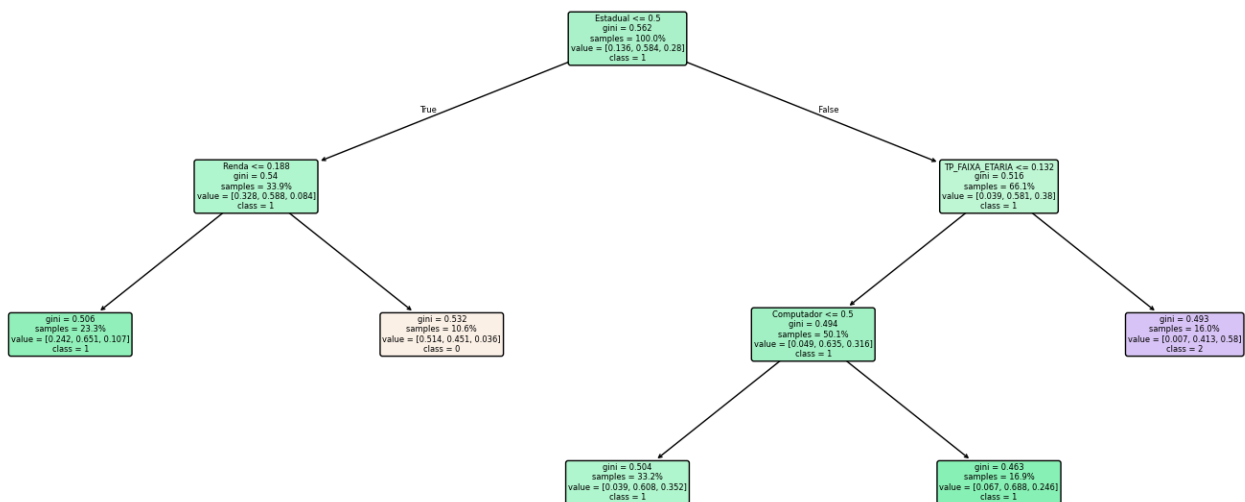 Estadual <= 0.5
gini = 0.562
samples = 100.0%
value = [0.136, 0.584, 0.28]
class = 1
True
False
Renda <= 0.188
gini = 0.54
samples = 33.9%
value = [0.328, 0.588, 0.084]
class = 1
TP_FAIXA_ETARIA <= 0.132
gini = 0.516
samples = 66.1%
value = [0.039, 0.581, 0.38]
class = 1
gini = 0.506
samples = 23.3%
value = [0.242, 0.651, 0.107]
class = 1
gini = 0.532
samples = 10.6%
value = [0.514, 0.451, 0.036]
class = 0
Computador <= 0.5
gini = 0.494
samples = 50.1%
value = [0.049, 0.635, 0.316]
class = 1
gini = 0.493
samples = 16.0%
value = [0.007, 0.413, 0.58]
class = 2
gini = 0.504
samples = 33.2%
value = [0.039, 0.608, 0.352]
class = 1
gini = 0.463
samples = 16.9%
value = [0.067, 0.688, 0.246]
class = 1